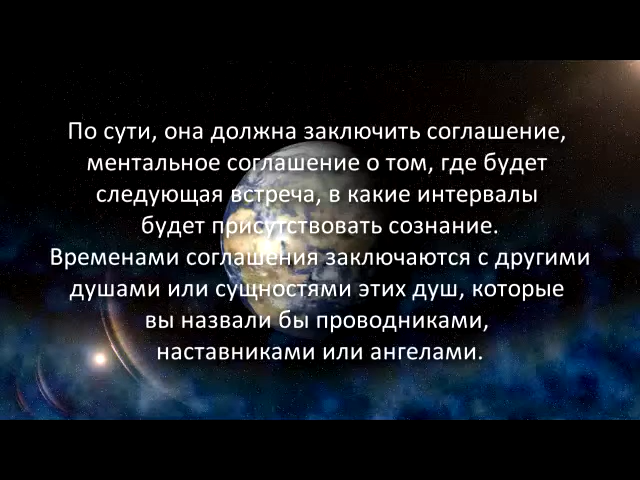 По сути, она должна заключить соглашение,
ментальное соглашение о том, где будет
следующая встреча, в какие интервалы
будет присутствовать сознание.
Временами соглашения заключаются с другими
душами или сущностями этих душ, которые
вы назвали бы проводниками,
наставниками или ангелами.